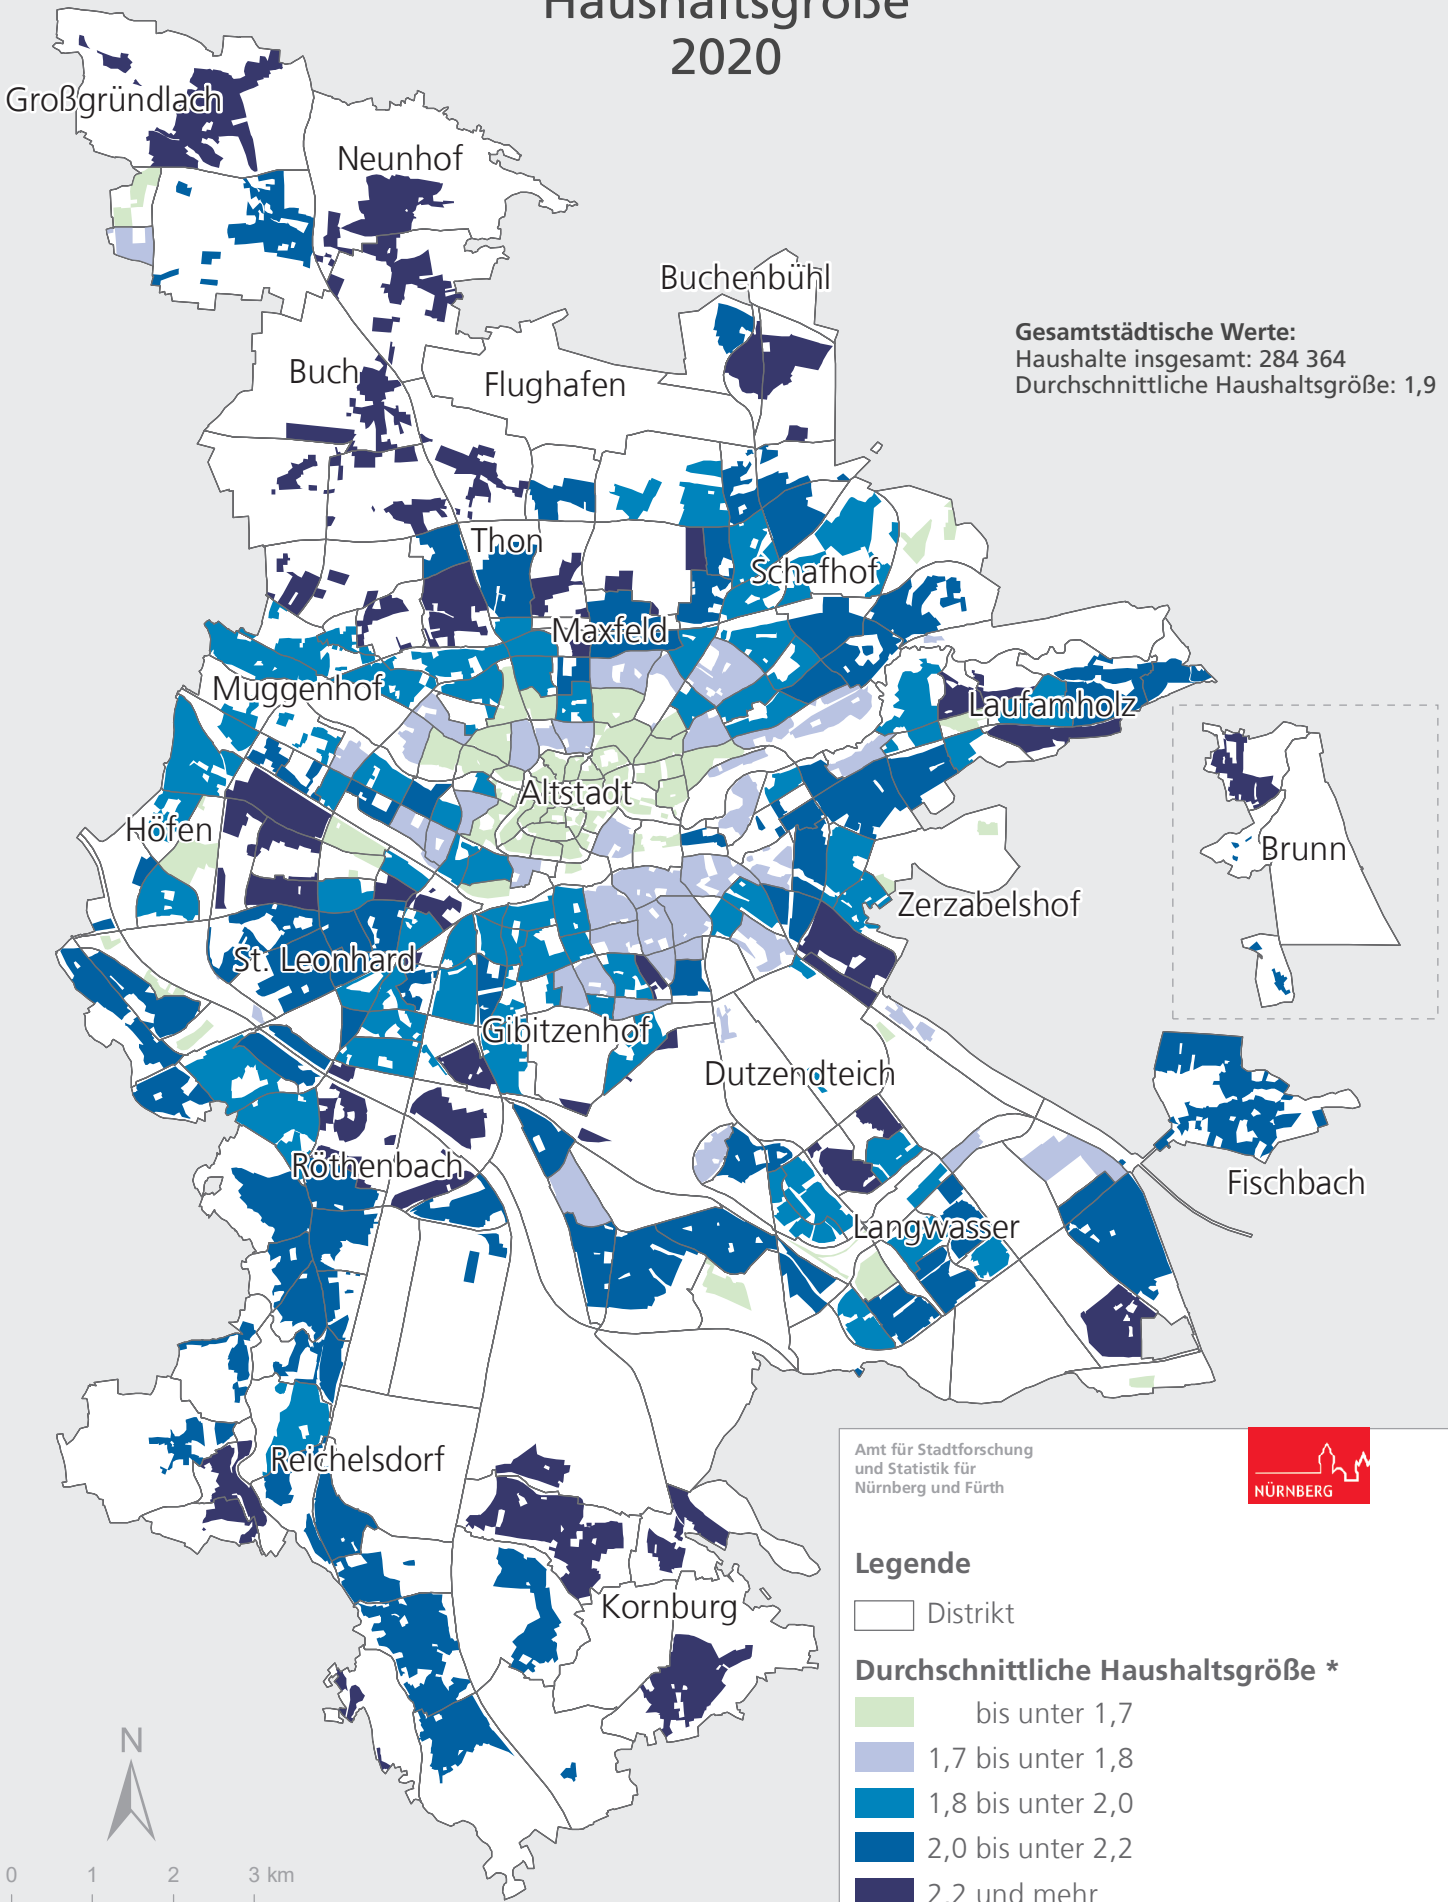 Haushaltsgröße
2020
Großgründlach
Neunhof
Buchenbühl
Gesamtstädtische Werte:
Haushalte insgesamt: 284 364
Durchschnittliche Haushaltsgröße: 1,9
Buch
Flughafen
Thon
Schafhof
Maxfeld
Muggenhof
Laufamholz
Altstadt
Höfen
Brunn
Zerzabelshof
St. Leonhard
Gibitzenhof
Dutzendteich
Röthenbach
Fischbach
Langwasser
Reichelsdorf
Kornburg
Amt für Stadtforschung
und Statistik für
Nürnberg und Fürth
NÜRNBERG
Legende
Distrikt
Durchschnittliche Haushaltsgröße *
bis unter 1,7
1,7 bis unter 1,8
1,8 bis unter 2,0
2,0 bis unter 2,2
2,2 und mehr
N
0 1 2 3 km